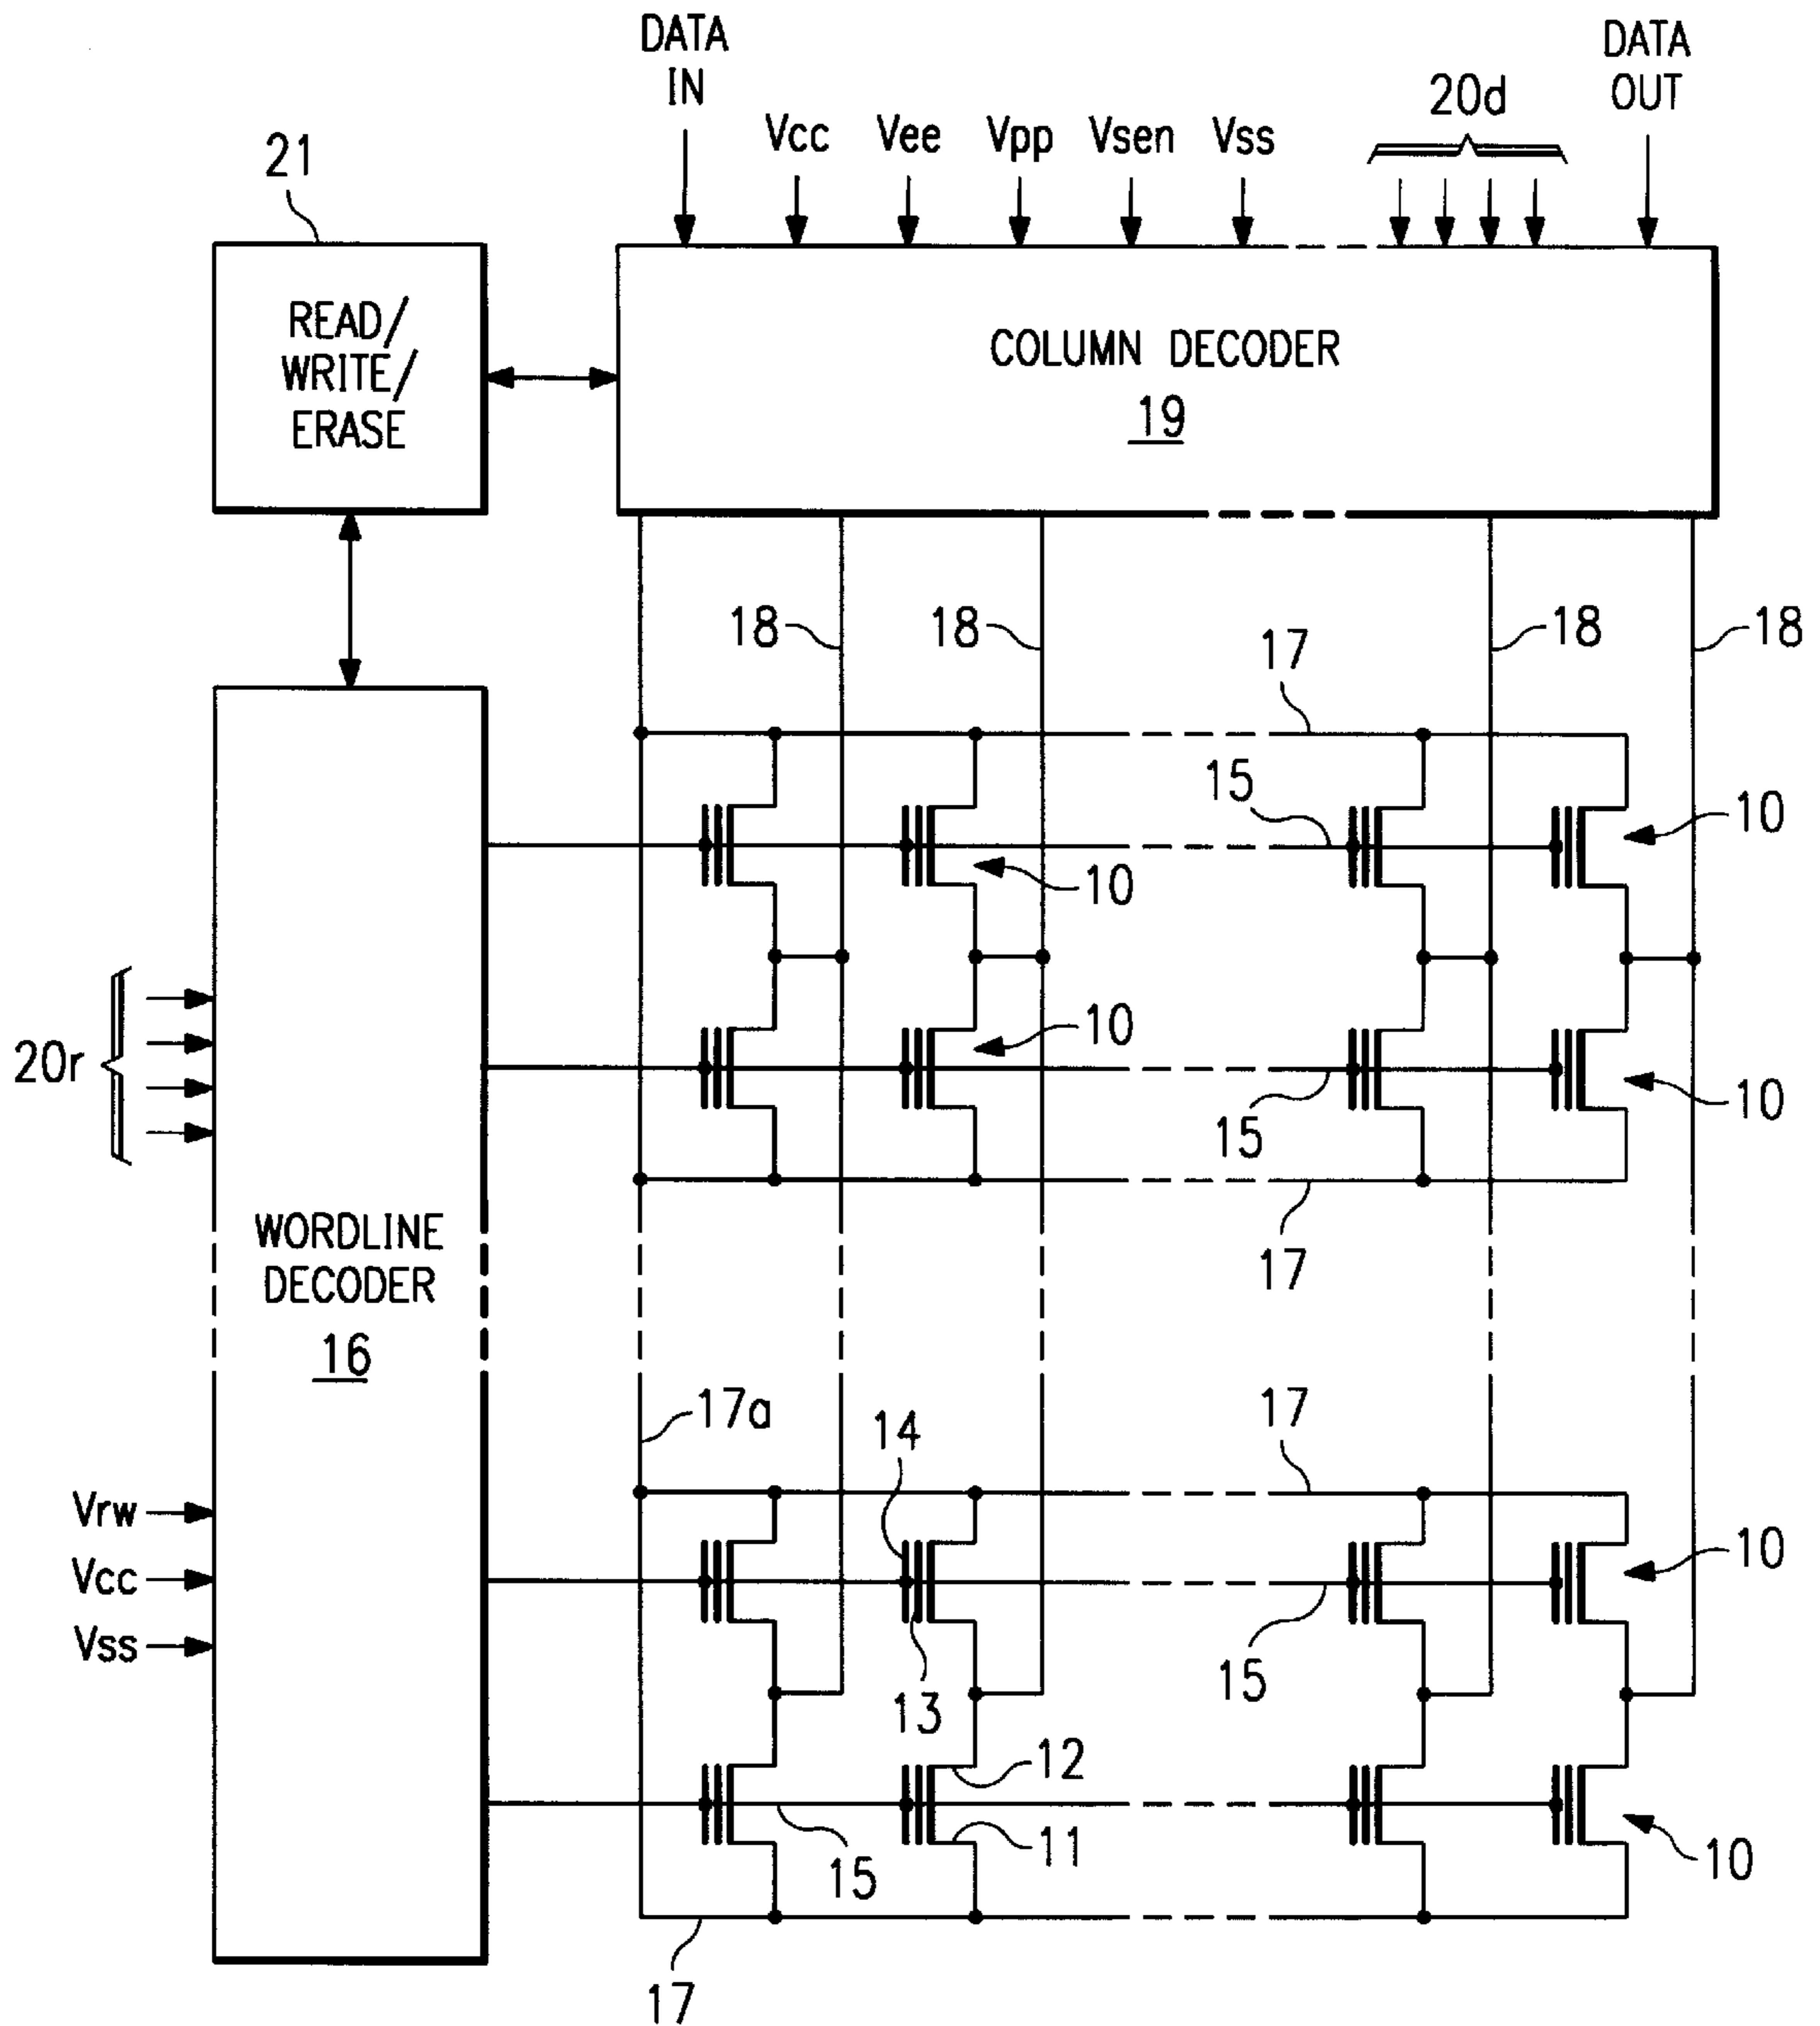 DATA
IN
Vcc
Vee
Vpp
Vsen
Vss
20d
DATA
OUT
21
READ/
WRITE/
ERASE
COLUMN DECODER
19
18
18
18
18
17
15
10
10
10
15
10
20r
17
WORDLINE
DECODER
16
17a
14
17
10
Vrw
Vcc
Vss
13
15
12
11
15
10
17